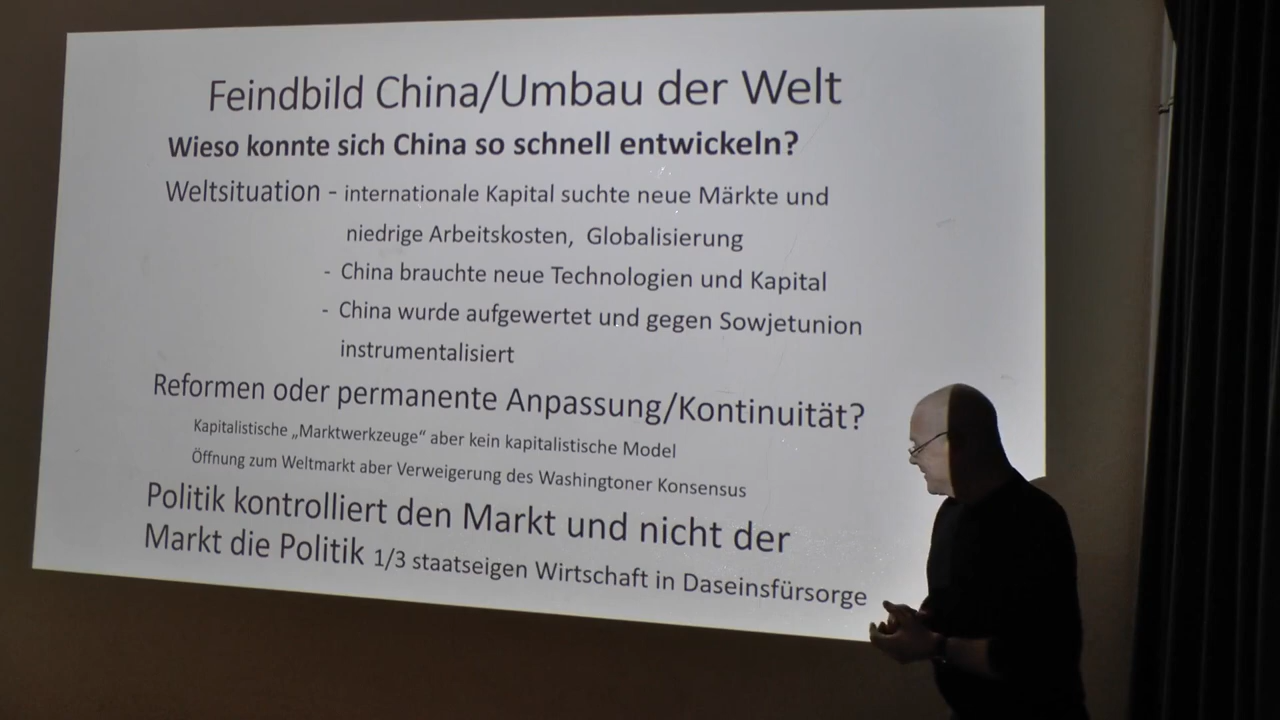 Feindbild China/Umbau der Welt
Wieso konnte sich China so schnell entwickeln?
Weltsituation - internationale Kapital suchte neue Märkte und
niedrige Arbeitskosten, Globalisierung
- China brauchte neue Technologien und Kapital
- China wurde aufgewertet und gegen Sowjetunion
instrumentalisiert
Reformen oder permanente Anpassung/Kontinuität?
Kapitalistische „Marktwerkzeuge“ aber kein kapitalistische Model
Öffnung zum Weltmarkt aber Verweigerung des Washingtoner Konsensus
Politik kontrolliert den Markt und nicht der
Markt die Politik 1/3 staatseigen Wirtschaft in Daseinsfürsorge